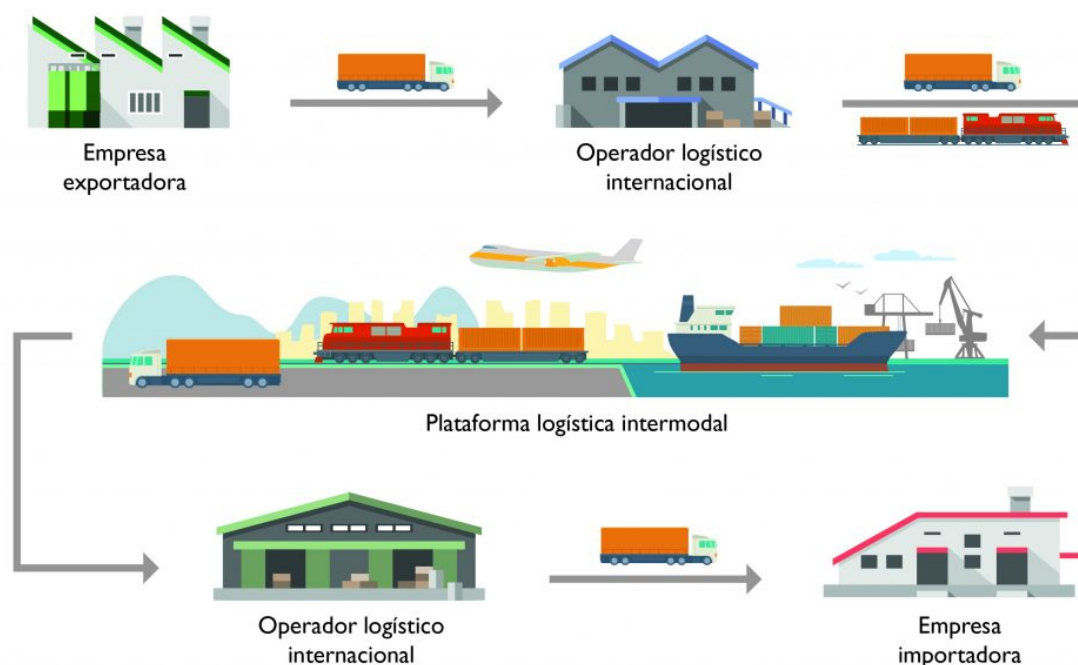 Empresa
exportadora
Operador logístico
internacional
Plataforma logística intermodal
Operador logístico
internacional
Empresa
importadora